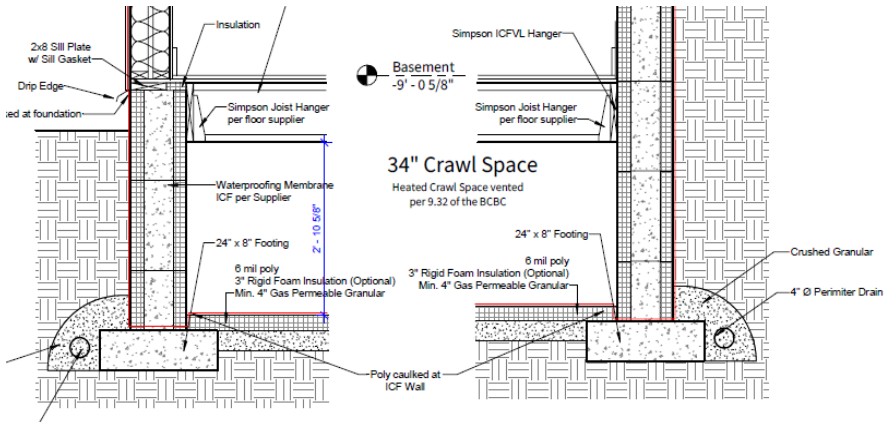 Insulation
2x8 Sill Plate
w/ Sill Gasket
Drip Edge
ked at foundation
Simpson Joist Hanger
per floor supplier
Waterproofing Membrane
ICF per Supplier
2' - 10 5/8"
24" x 8" Footing
6 mil poly
3" Rigid Foam Insulation (Optional)
Min. 4" Gas Permeable Granular
Basement
-9' - 0 5/8"
34" Crawl Space
Heated Crawl Space vented
per 9.32 of the BCBC
Poly caulked at
ICF Wall
Simpson ICFVL Hanger
Simpson Joist Hanger
per floor supplier
24" x 8" Footing
6 mil poly
3" Rigid Foam Insulation (Optional)
Min. 4" Gas Permeable Granular
Crushed Granular
4" Ø Perimiter Drain